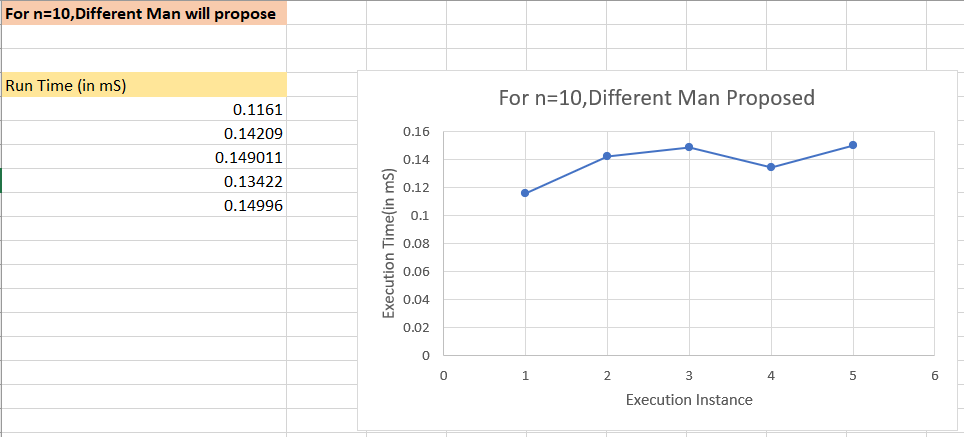 For n=10,Different Man will propose
Run Time (in mS)
0.1161
0.14209
0.149011
0.13422
0.14996
For n=10,Different Man Proposed
Execution Time(in mS)
0.16
0.14
0.12
0.1
0.08
0.06
0.04
0.02
0
0 1 2 3 4 5 6
Execution Instance